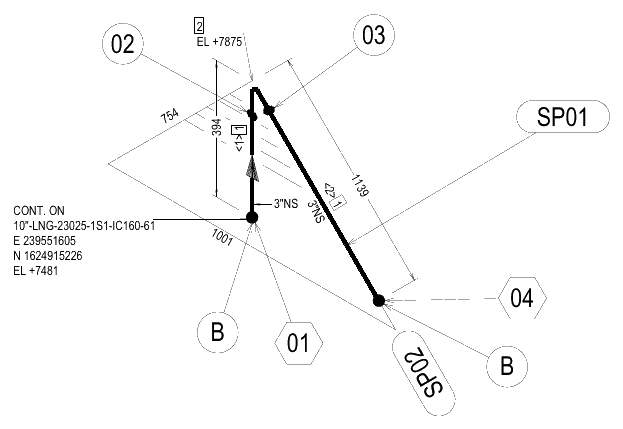 2
EL +7875
02
03
754
394
<1>1
SP01
1139
<2>1
3"NS
3"NS
CONT. ON
10"-LNG-23025-1S1-IC160-61
E 239551605
N 1624915226
EL +7481
1001
04
B
01
B
SP02